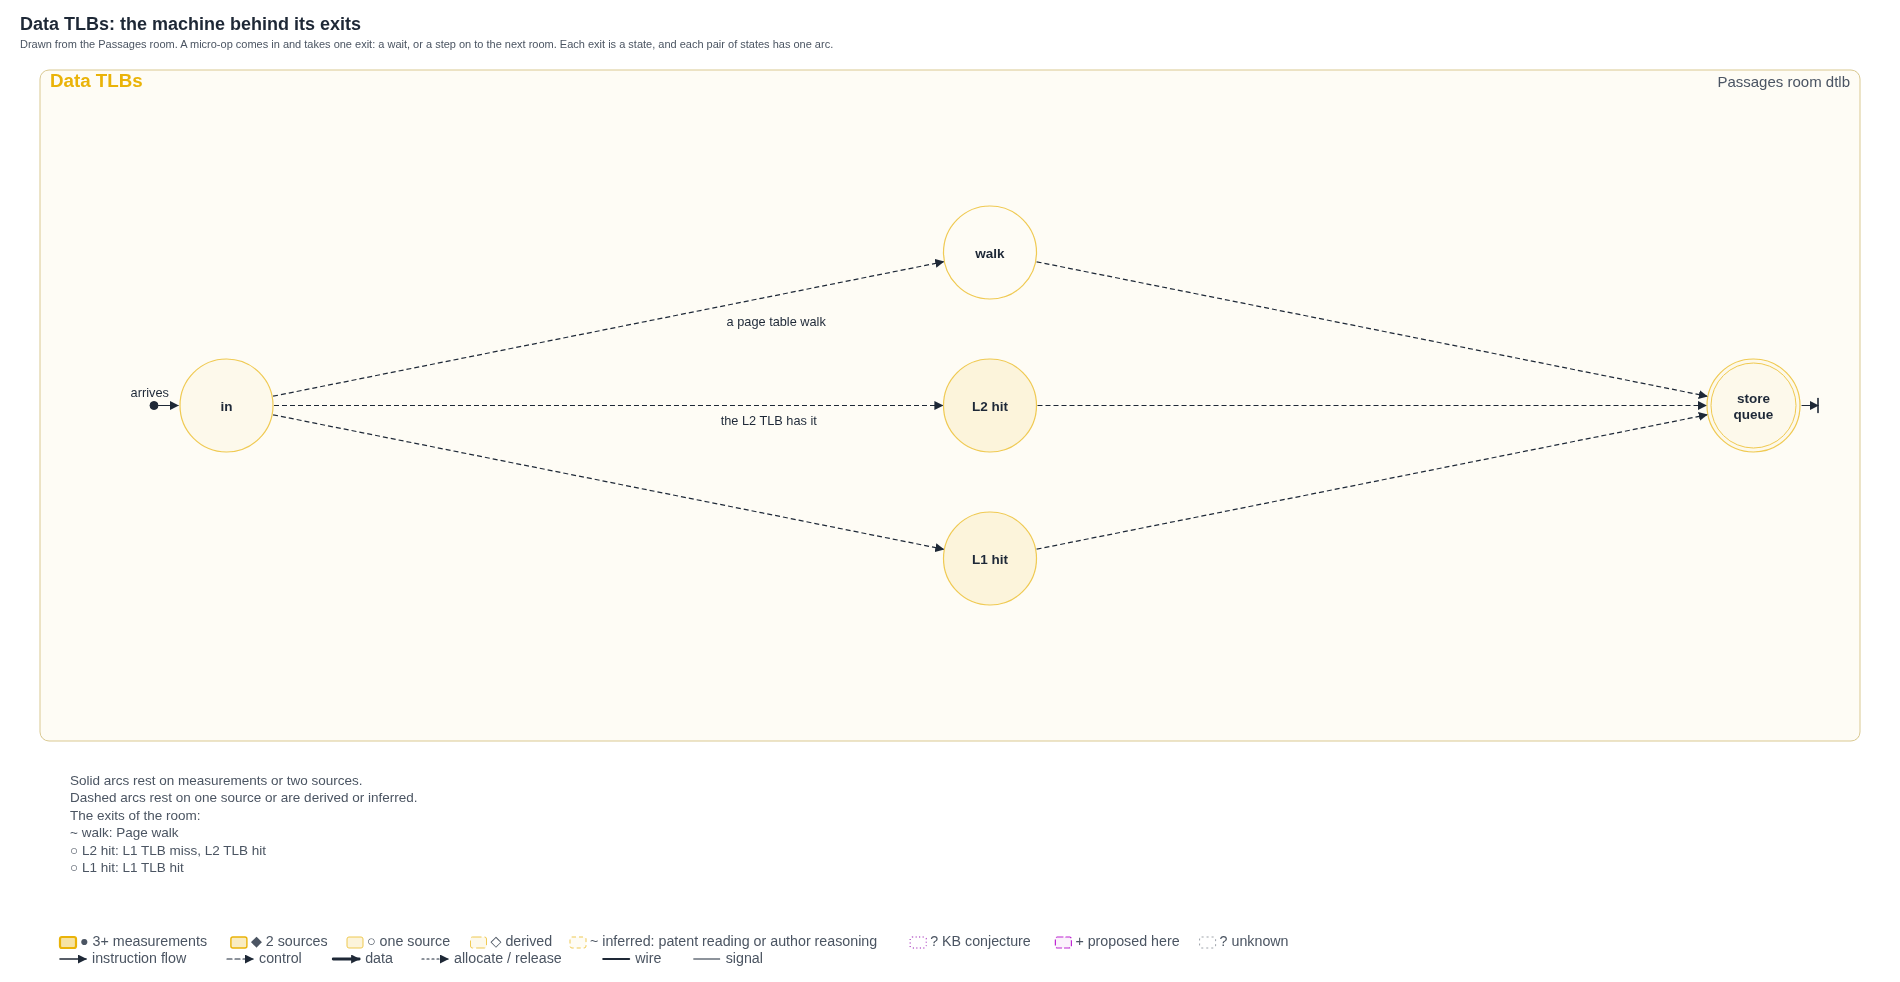 Data TLBs: the machine behind its exits
Drawn from the Passages room. A micro-op comes in and takes one exit: a wait, or a step on to the next room. Each exit is a state, and each pair of states has one arc.
Data TLBs
Passages room dtlb
walk
a page table walk
arrives
in
L2 hit
store
queue
the L2 TLB has it
L1 hit
Solid arcs rest on measurements or two sources.
Dashed arcs rest on one source or are derived or inferred.
The exits of the room:
~ walk: Page walk
○ L2 hit: L1 TLB miss, L2 TLB hit
○ L1 hit: L1 TLB hit
● 3+ measurements ◆ 2 sources ○ one source ◇ derived ~ inferred: patent reading or author reasoning ? KB conjecture + proposed here ? unknown
instruction flow control data allocate / release wire signal